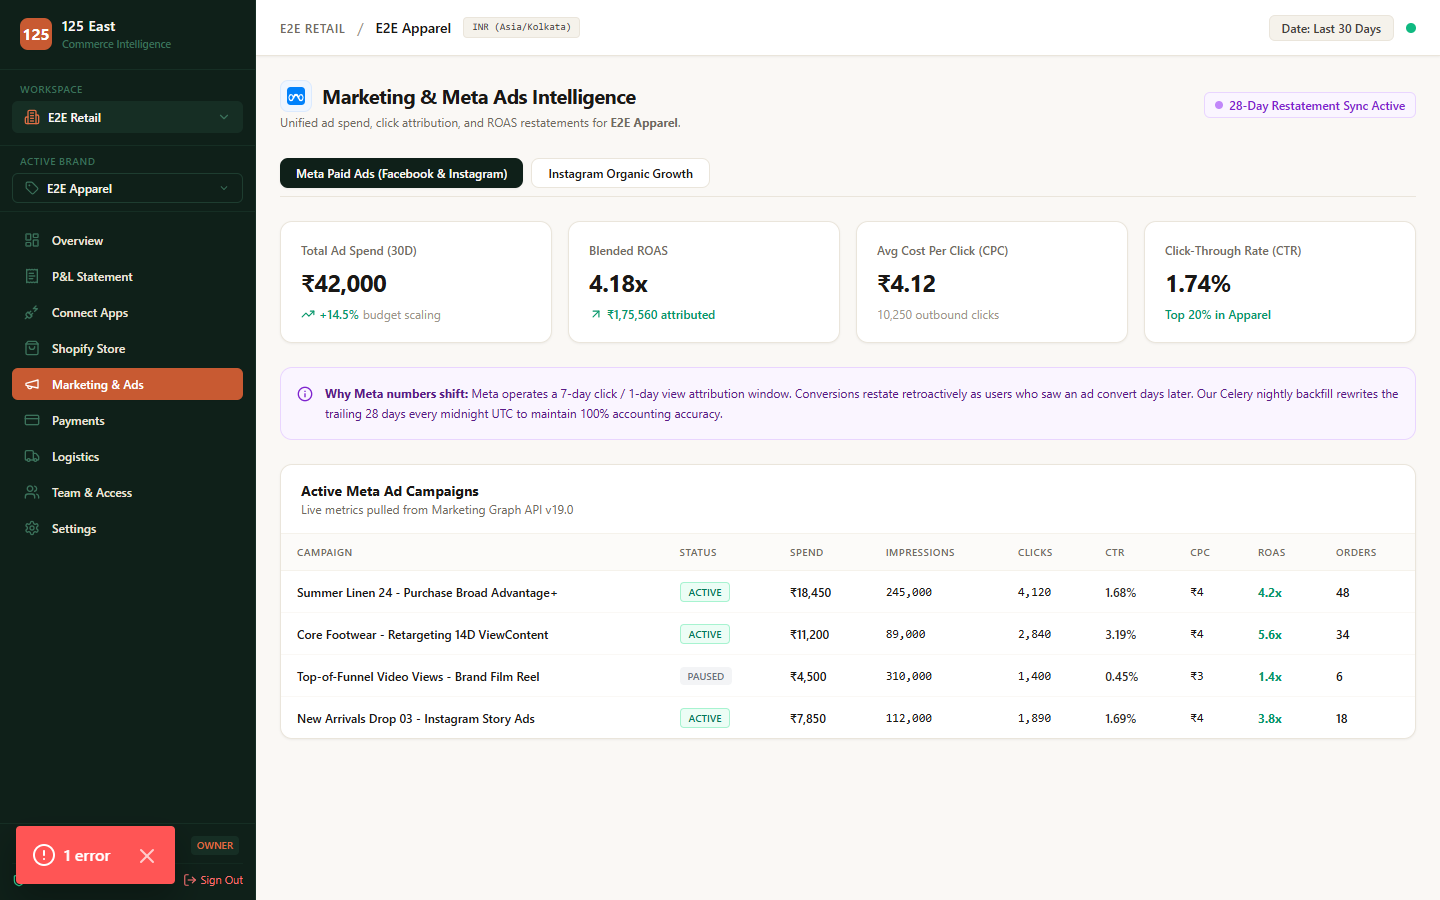 125
125 East
Commerce Intelligence
WORKSPACE
E2E Retail
ACTIVE BRAND
E2E Apparel
Overview
P&L Statement
Connect Apps
Shopify Store
Marketing & Ads
Payments
Logistics
Team & Access
Settings
1 error
OWNER
Sign Out
E2E RETAIL / E2E Apparel INR (Asia/Kolkata)
Date: Last 30 Days
Marketing & Meta Ads Intelligence
Unified ad spend, click attribution, and ROAS restatements for E2E Apparel.
28-Day Restatement Sync Active
Meta Paid Ads (Facebook & Instagram) Instagram Organic Growth
Total Ad Spend (30D)
₹42,000
+14.5% budget scaling
Blended ROAS
4.18x
₹1,75,560 attributed
Avg Cost Per Click (CPC)
₹4.12
10,250 outbound clicks
Click-Through Rate (CTR)
1.74%
Top 20% in Apparel
Why Meta numbers shift: Meta operates a 7-day click / 1-day view attribution window. Conversions restate retroactively as users who saw an ad convert days later. Our Celery nightly backfill rewrites the
trailing 28 days every midnight UTC to maintain 100% accounting accuracy.
Active Meta Ad Campaigns
Live metrics pulled from Marketing Graph API v19.0
CAMPAIGN STATUS SPEND IMPRESSIONS CLICKS CTR CPC ROAS ORDERS
Summer Linen 24 - Purchase Broad Advantage+ ACTIVE ₹18,450 245,000 4,120 1.68% ₹4 4.2x 48
Core Footwear - Retargeting 14D ViewContent ACTIVE ₹11,200 89,000 2,840 3.19% ₹4 5.6x 34
Top-of-Funnel Video Views - Brand Film Reel PAUSED ₹4,500 310,000 1,400 0.45% ₹3 1.4x 6
New Arrivals Drop 03 - Instagram Story Ads ACTIVE ₹7,850 112,000 1,890 1.69% ₹4 3.8x 18